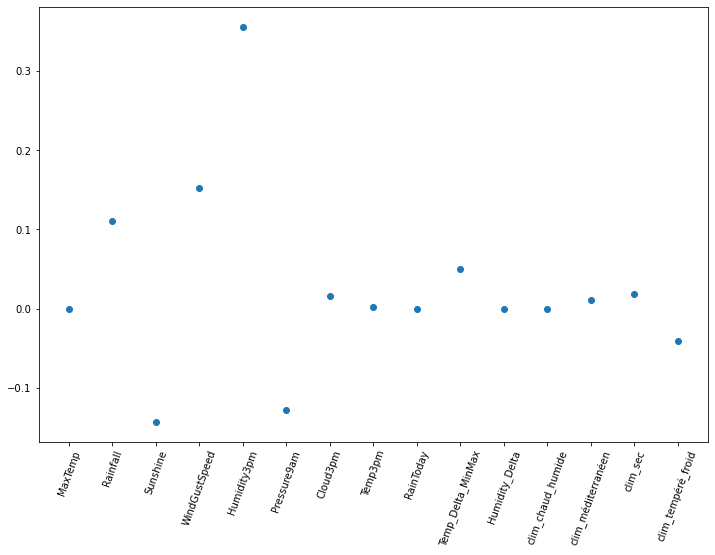 0.3
0.2
0.1
0.0
−0.1
MaxTemp
Rainfall
Sunshine
WindGustSpeed
Humidity3pm
Pressure9am
Cloud3pm
Temp3pm
RainToday
Temp_Delta_MinMax
Humidity_Delta
clim_chaud_humide
clim_méditerranéen
clim_sec
clim_tempéré_froid